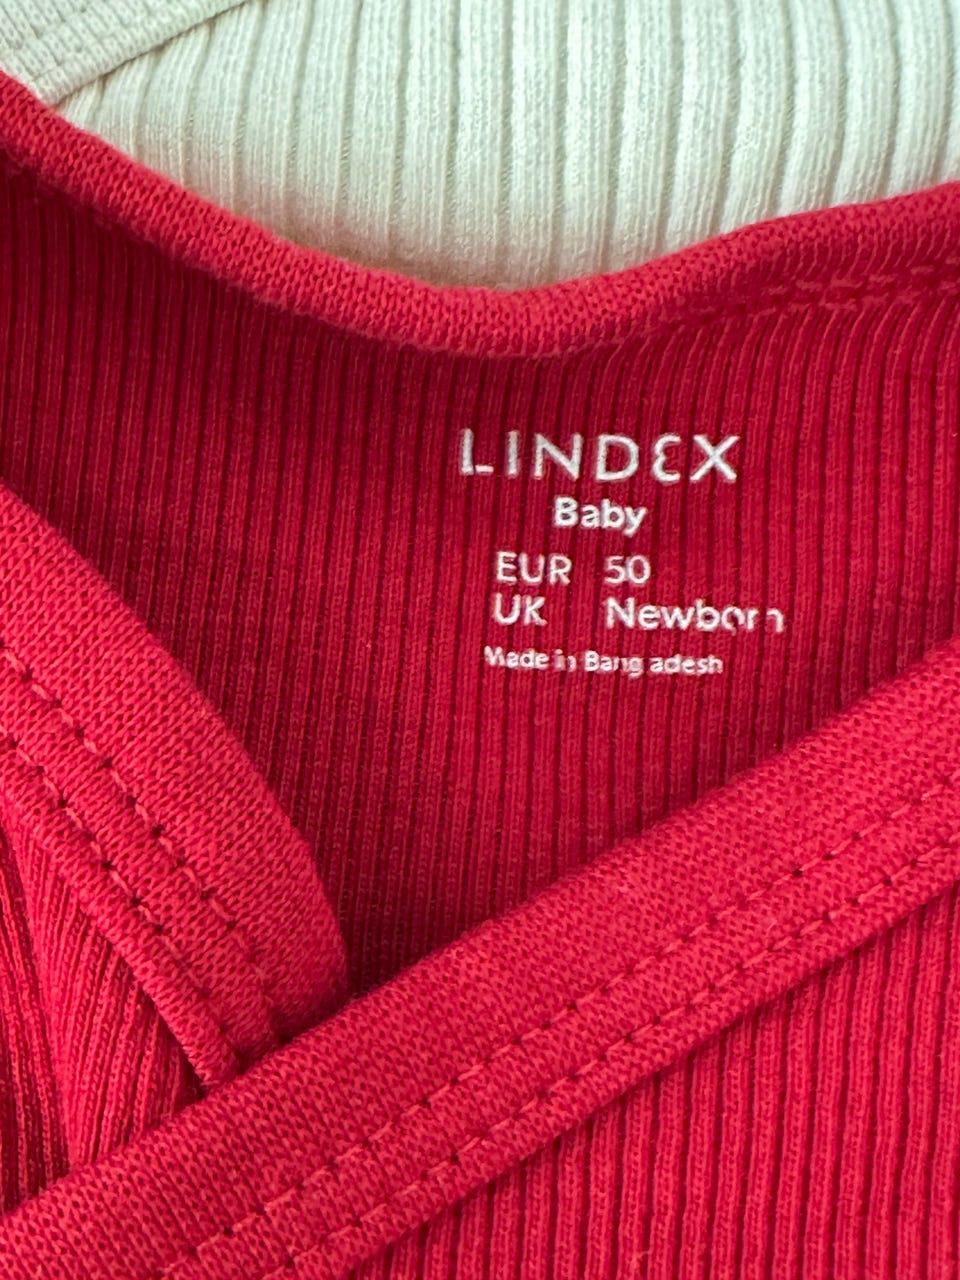 LINDEX
Baby
EUR 50
UK Newborn
Made in Bangladesh